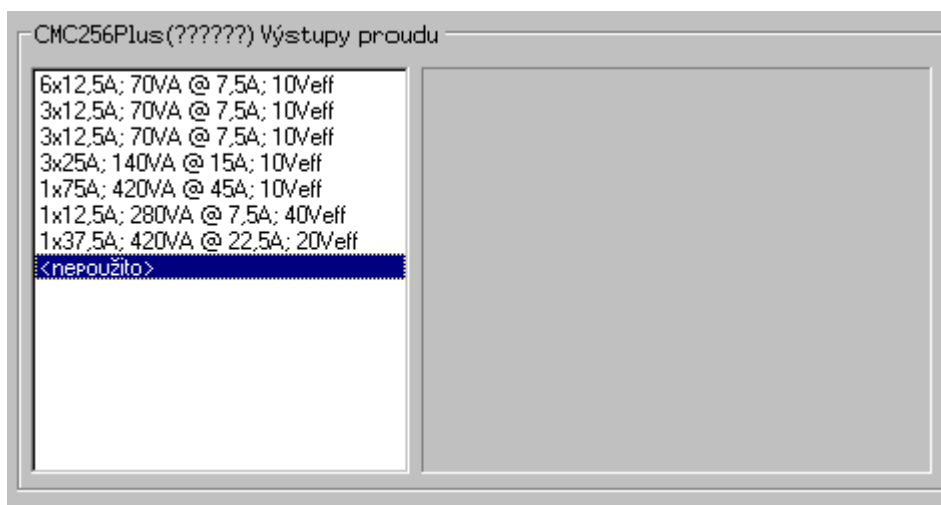 CMC256Plus(??????) Výstupy proudu
6x12,5A; 70VA @ 7,5A; 10Veff
3x12,5A; 70VA @ 7,5A; 10Veff
3x12,5A; 70VA @ 7,5A; 10Veff
3x25A; 140VA @ 15A; 10Veff
1x75A; 420VA @ 45A; 10Veff
1x12,5A; 280VA @ 7,5A; 40Veff
1x37,5A; 420VA @ 22,5A; 20Veff
<nepoužito>